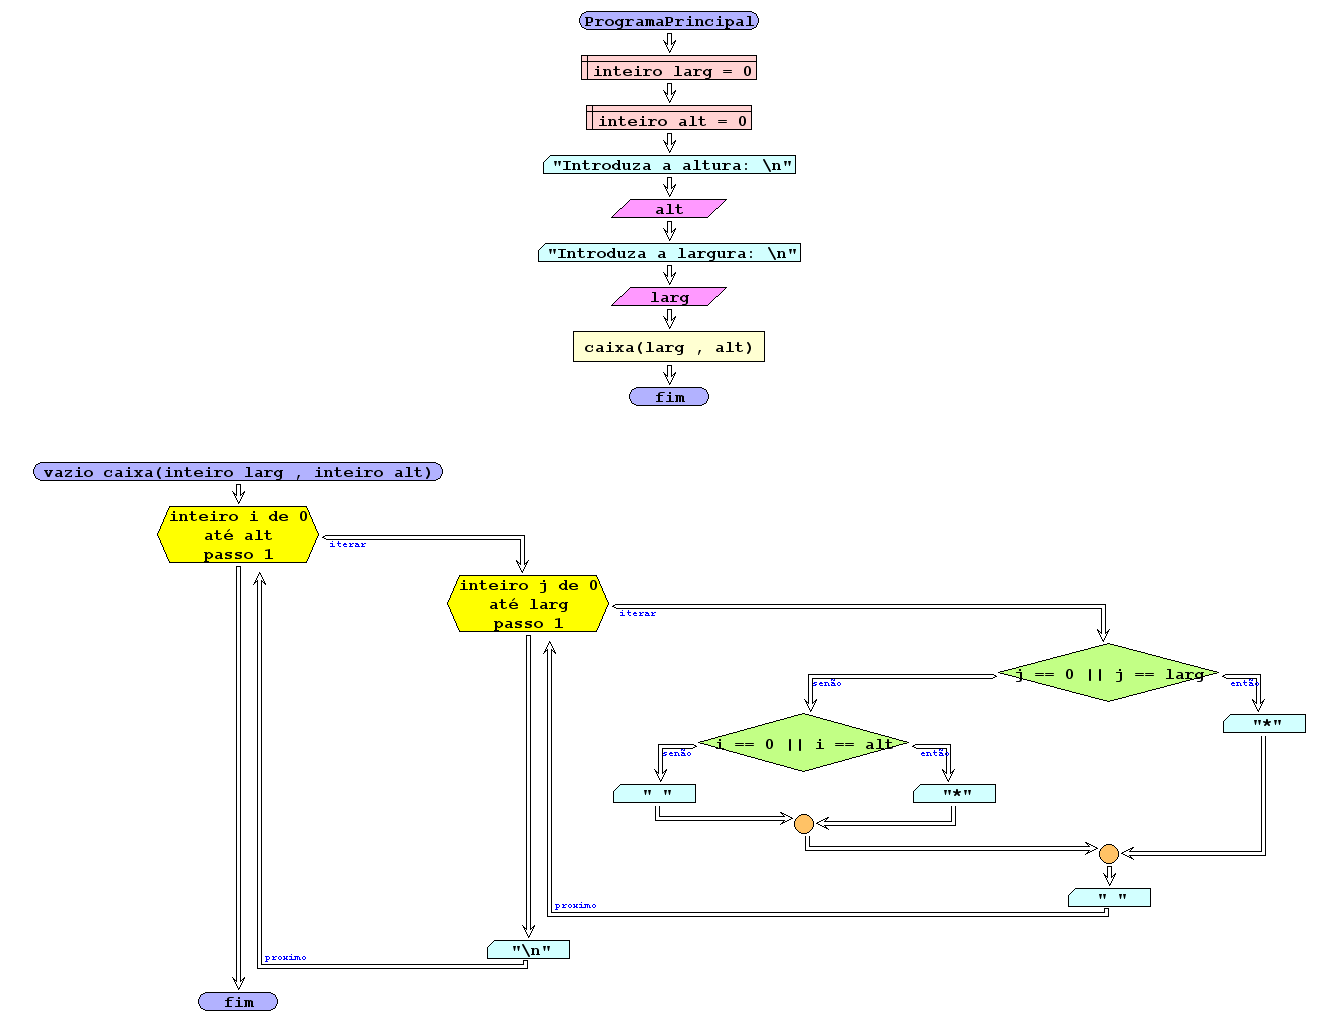 ProgramaPrincipal
inteiro larg = 0
inteiro alt = 0
"Introduza a altura: \n"
alt
"Introduza a largura: \n"
larg
caixa(larg , alt)
fim
vazio caixa(inteiro larg , inteiro alt)
inteiro i de 0
até alt
passo 1
iterar
inteiro j de 0
até larg
passo 1
iterar
j == 0 || j == larg
senão
então
"*"
i == 0 || i == alt
senão
então
" "
"*"
" "
proximo
"\n"
proximo
fim